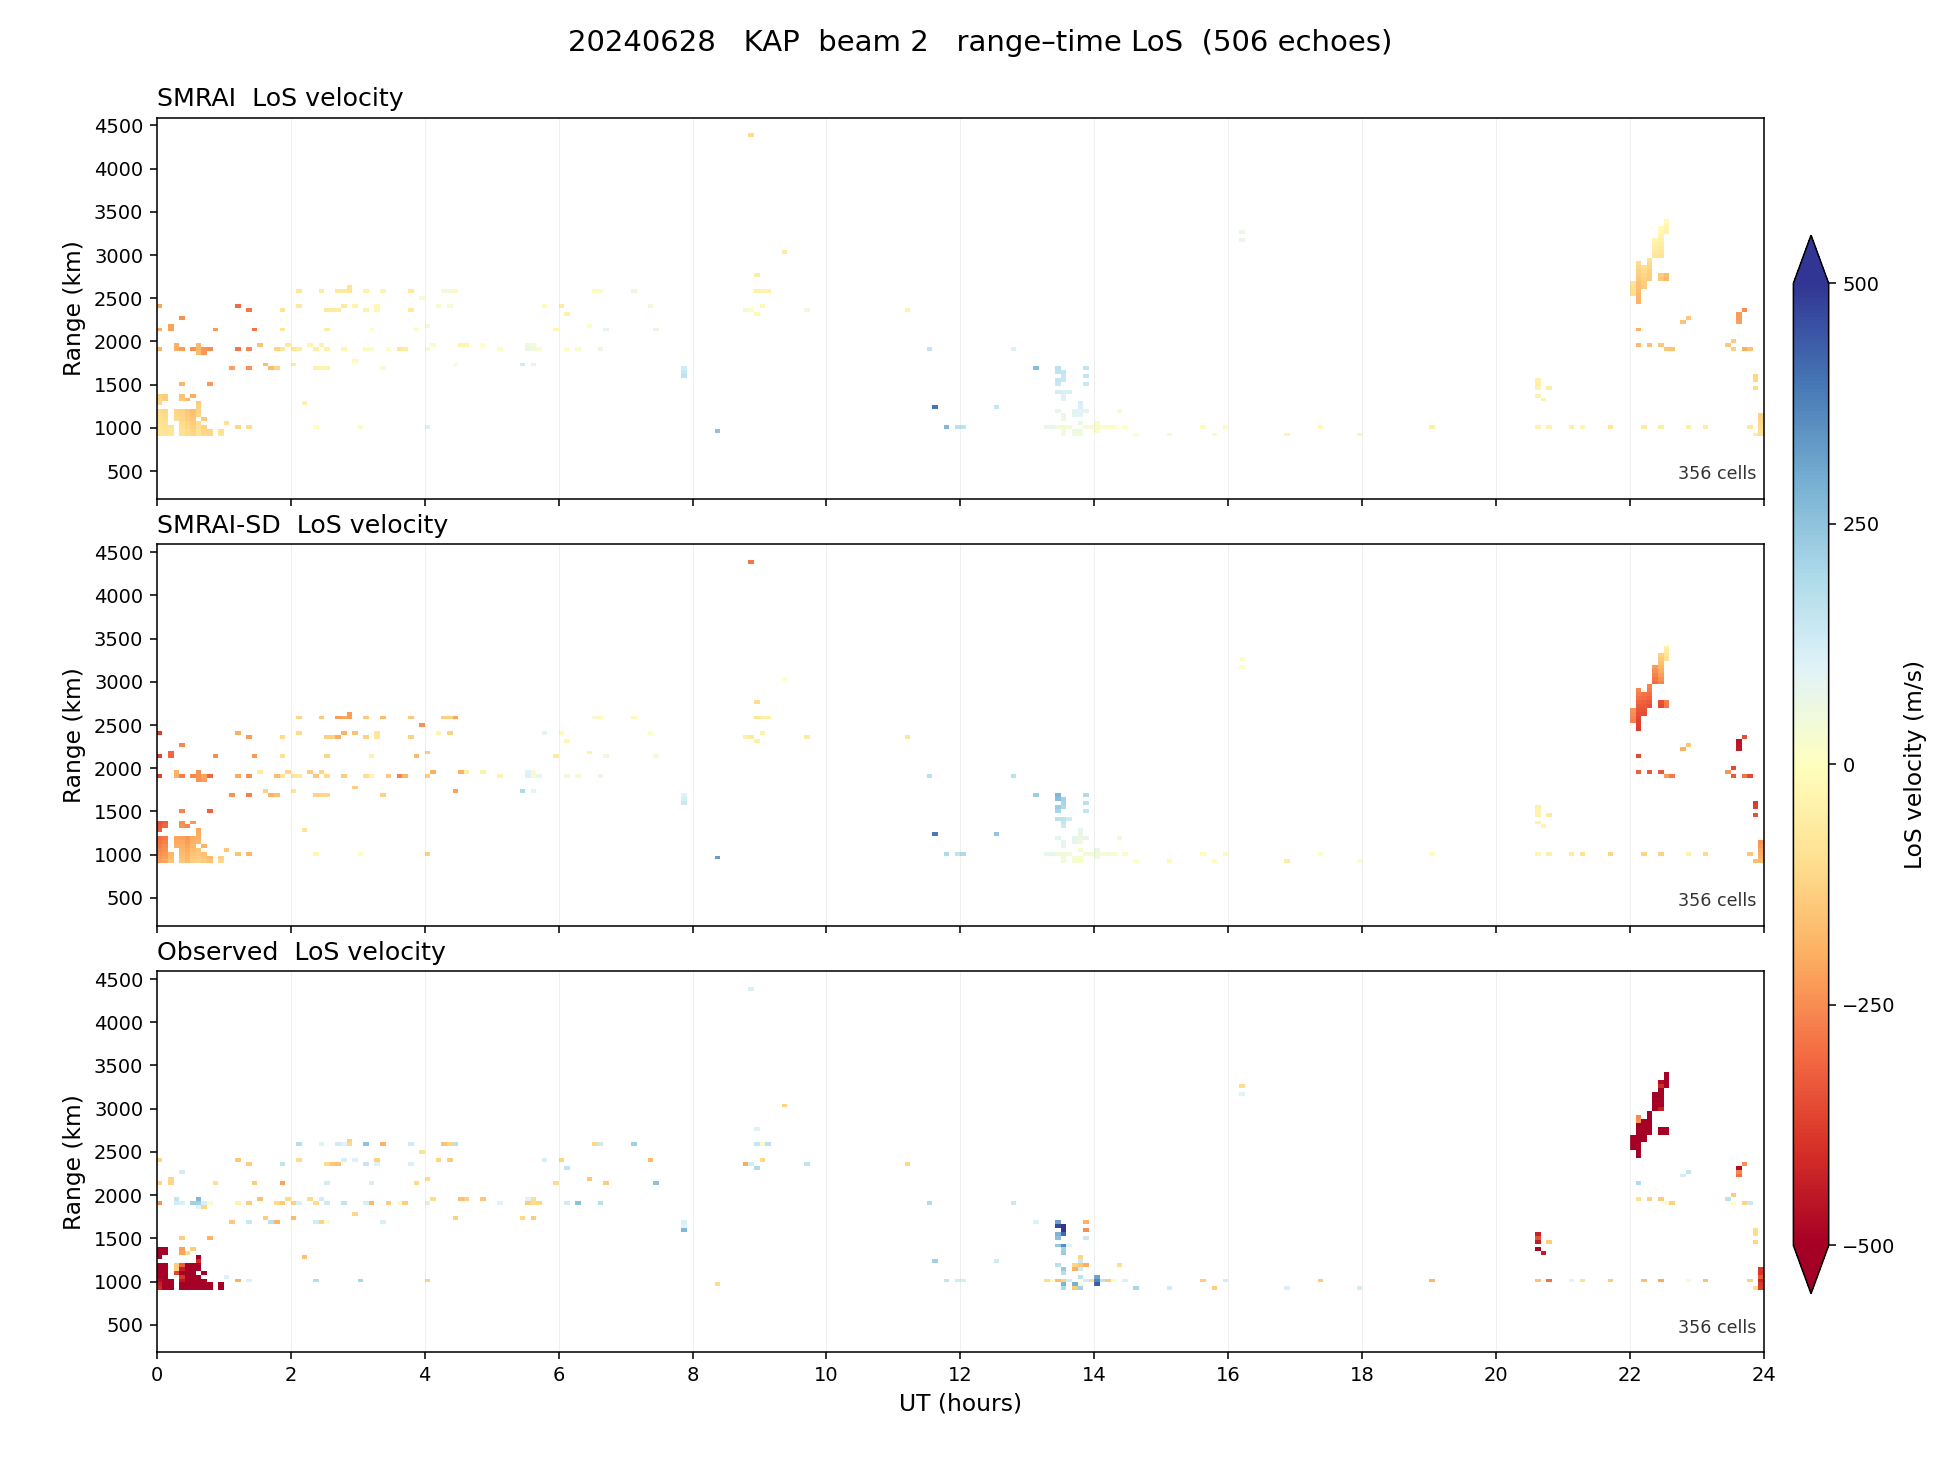 20240628   KAP  beam 2   range–time LoS  (506 echoes)
SMRAI  LoS velocity
4500
4000
3500
3000
2500
2000
1500
1000
500
Range (km)
356 cells
SMRAI-SD  LoS velocity
4500
4000
3500
3000
2500
2000
1500
1000
500
Range (km)
356 cells
Observed  LoS velocity
4500
4000
3500
3000
2500
2000
1500
1000
500
Range (km)
356 cells
0 2 4 6 8 10 12 14 16 18 20 22 24
UT (hours)
500
250
0
−250
−500
LoS velocity (m/s)